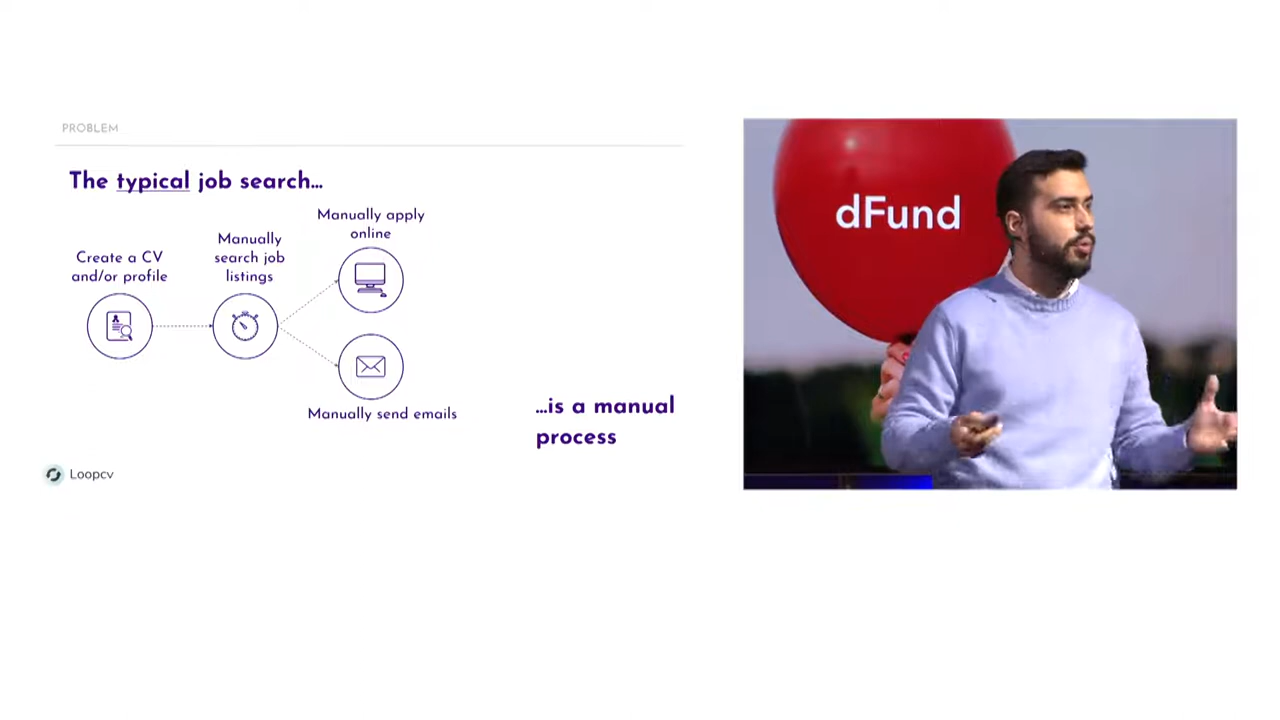 PROBLEM
The typical job search...
Manually apply
online
Manually
search job
listings
Create a CV
and/or profile
Manually send emails
...is a manual
process
Loopcv
dFund